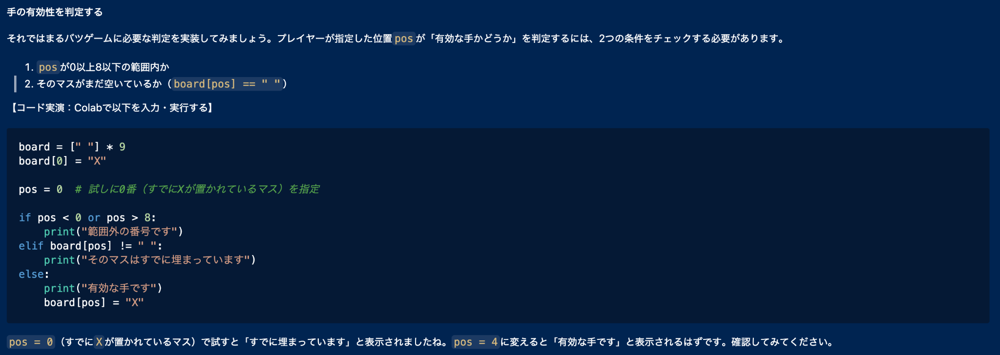 手の有効性を判定する
それではまるバツゲームに必要な判定を実装してみましょう。プレイヤーが指定した位置posが「有効な手かどうか」を判定するには、2つの条件をチェックする必要があります。
1. posが0以上8以下の範囲内か
2. そのマスがまだ空いているか（board[pos] == " "）
【コード実演：Colabで以下を入力・実行する】
board = [" "] * 9
board[0] = "X"
pos = 0  # 試しに0番（すでにXが置かれているマス）を指定
if pos < 0 or pos > 8:
    print("範囲外の番号です")
elif board[pos] != " ":
    print("そのマスはすでに埋まっています")
else:
    print("有効な手です")
    board[pos] = "X"
pos = 0（すでにXが置かれているマス）で試すと「すでに埋まっています」と表示されましたね。pos = 4に変えると「有効な手です」と表示されるはずです。確認してみてください。